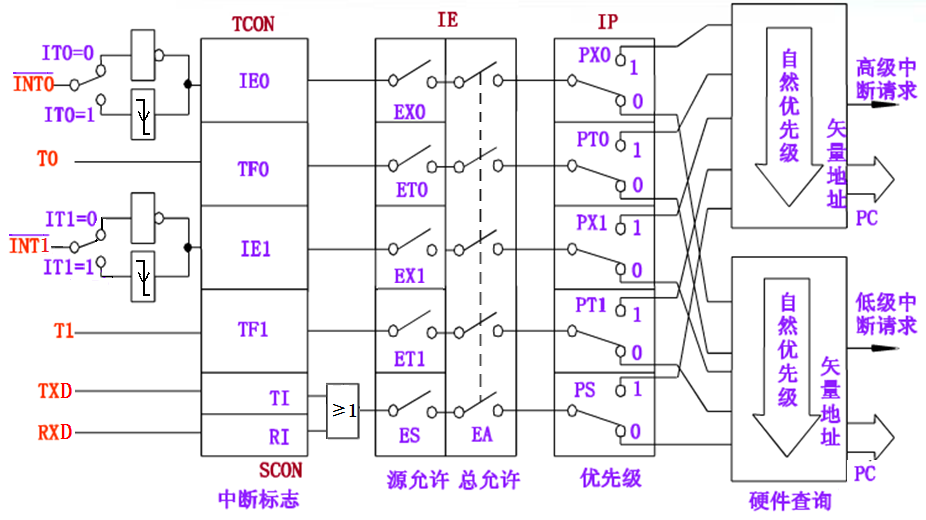 TCON
IE
IP
IT0=0
INT0
IT0=1
IE0
EX0
PX0
1
0
T0
TF0
ET0
PT0
1
0
IT1=0
INT1
IT1=1
IE1
EX1
PX1
1
0
T1
TF1
ET1
PT1
1
0
TXD
TI
RXD
RI
≥1
ES
EA
PS
1
0
SCON
中断标志
源允许
总允许
优先级
自然优先级
矢量地址
高级中
断请求
PC
自然优先级
矢量地址
低级中
断请求
PC
硬件查询